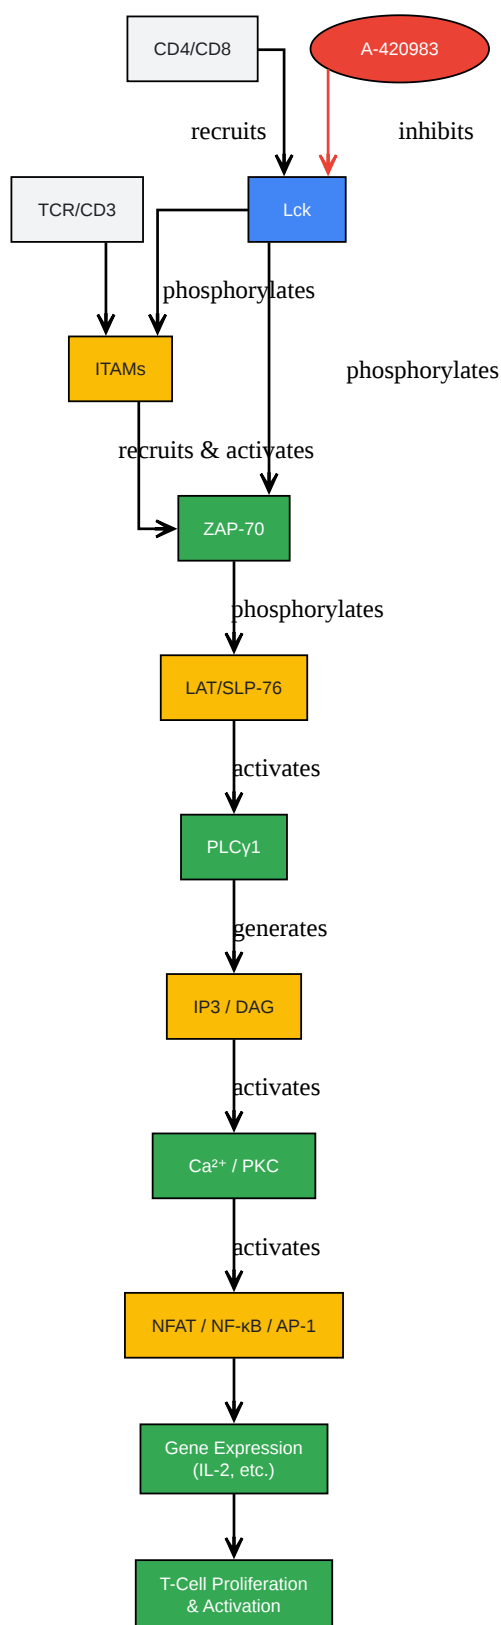 CD4/CD8
A-420983
recruits
inhibits
TCR/CD3
Lck
phosphorylates
ITAMs
phosphorylates
recruits & activates
ZAP-70
phosphorylates
LAT/SLP-76
activates
PLCγ1
generates
IP3 / DAG
activates
Ca²⁺ / PKC
activates
NFAT / NF-κB / AP-1
Gene Expression
(IL-2, etc.)
T-Cell Proliferation
& Activation